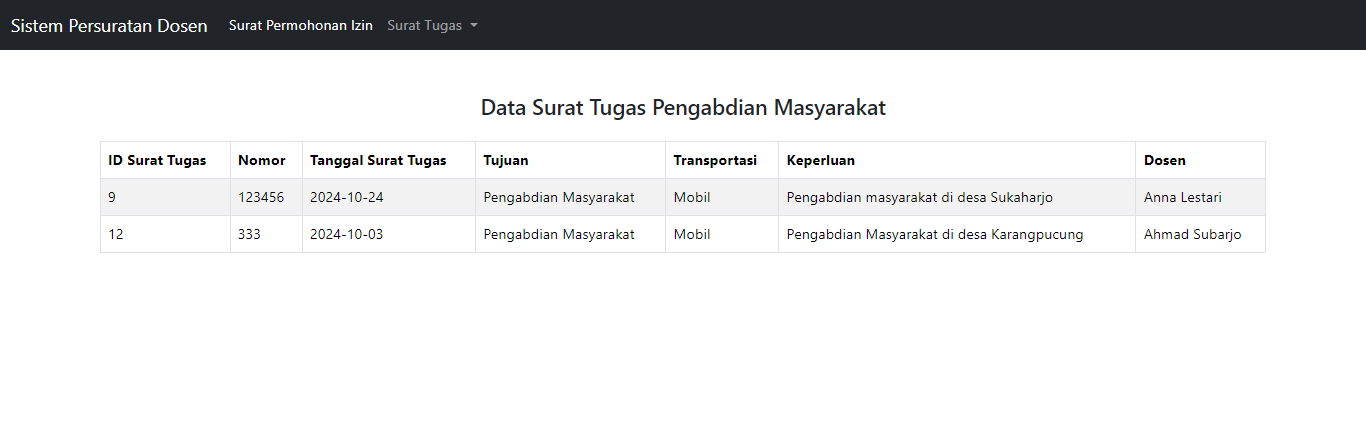 Sistem Persuratan Dosen Surat Permohonan Izin Surat Tugas
Data Surat Tugas Pengabdian Masyarakat
ID Surat Tugas Nomor Tanggal Surat Tugas Tujuan Transportasi Keperluan Dosen
9 123456 2024-10-24 Pengabdian Masyarakat Mobil Pengabdian masyarakat di desa Sukaharjo Anna Lestari
12 333 2024-10-03 Pengabdian Masyarakat Mobil Pengabdian Masyarakat di desa Karangpucung Ahmad Subarjo